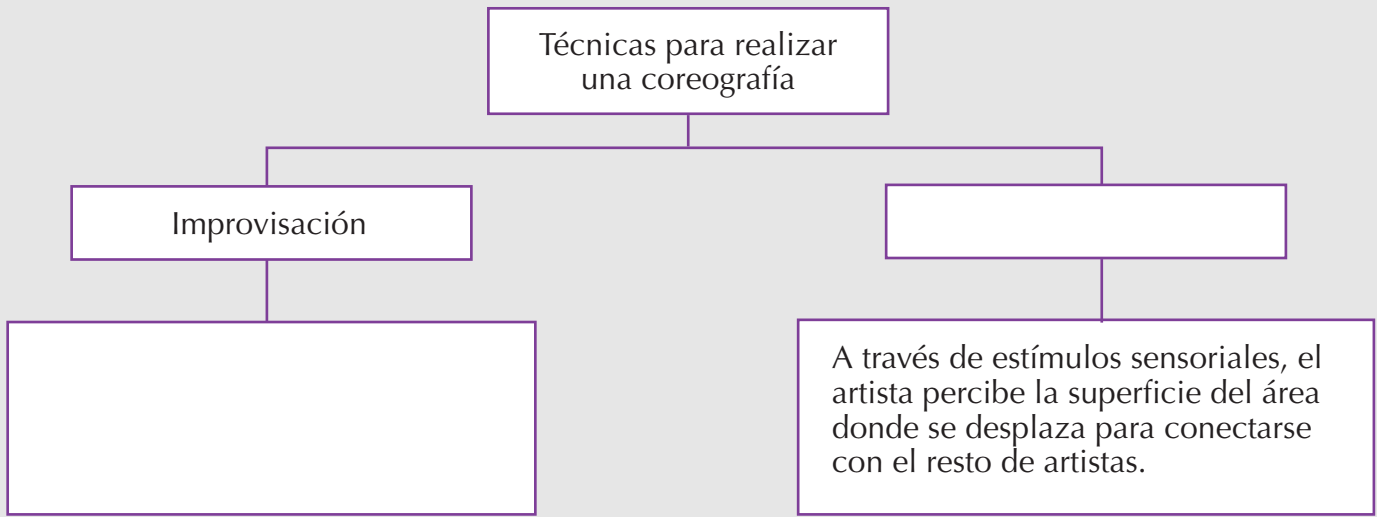 Técnicas para realizar
una coreografía
Improvisación
A través de estímulos sensoriales, el
artista percibe la superficie del área
donde se desplaza para conectarse
con el resto de artistas.